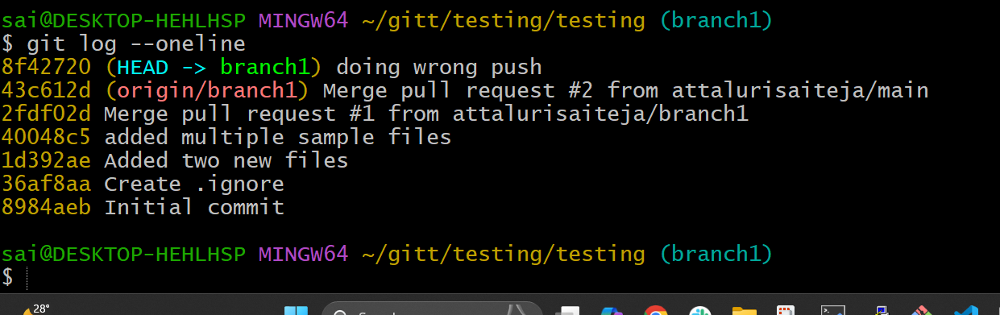 sai@DESKTOP-HEHLHSP MINGW64 ~/gitt/testing/testing (branch1)
$ git log --oneline
8f42720 (HEAD -> branch1) doing wrong push
43c612d (origin/branch1) Merge pull request #2 from attalurisaiteja/main
2fdf02d Merge pull request #1 from attalurisaiteja/branch1
40048c5 added multiple sample files
1d392ae Added two new files
36af8aa Create .ignore
8984aeb Initial commit
sai@DESKTOP-HEHLHSP MINGW64 ~/gitt/testing/testing (branch1)
$
28°